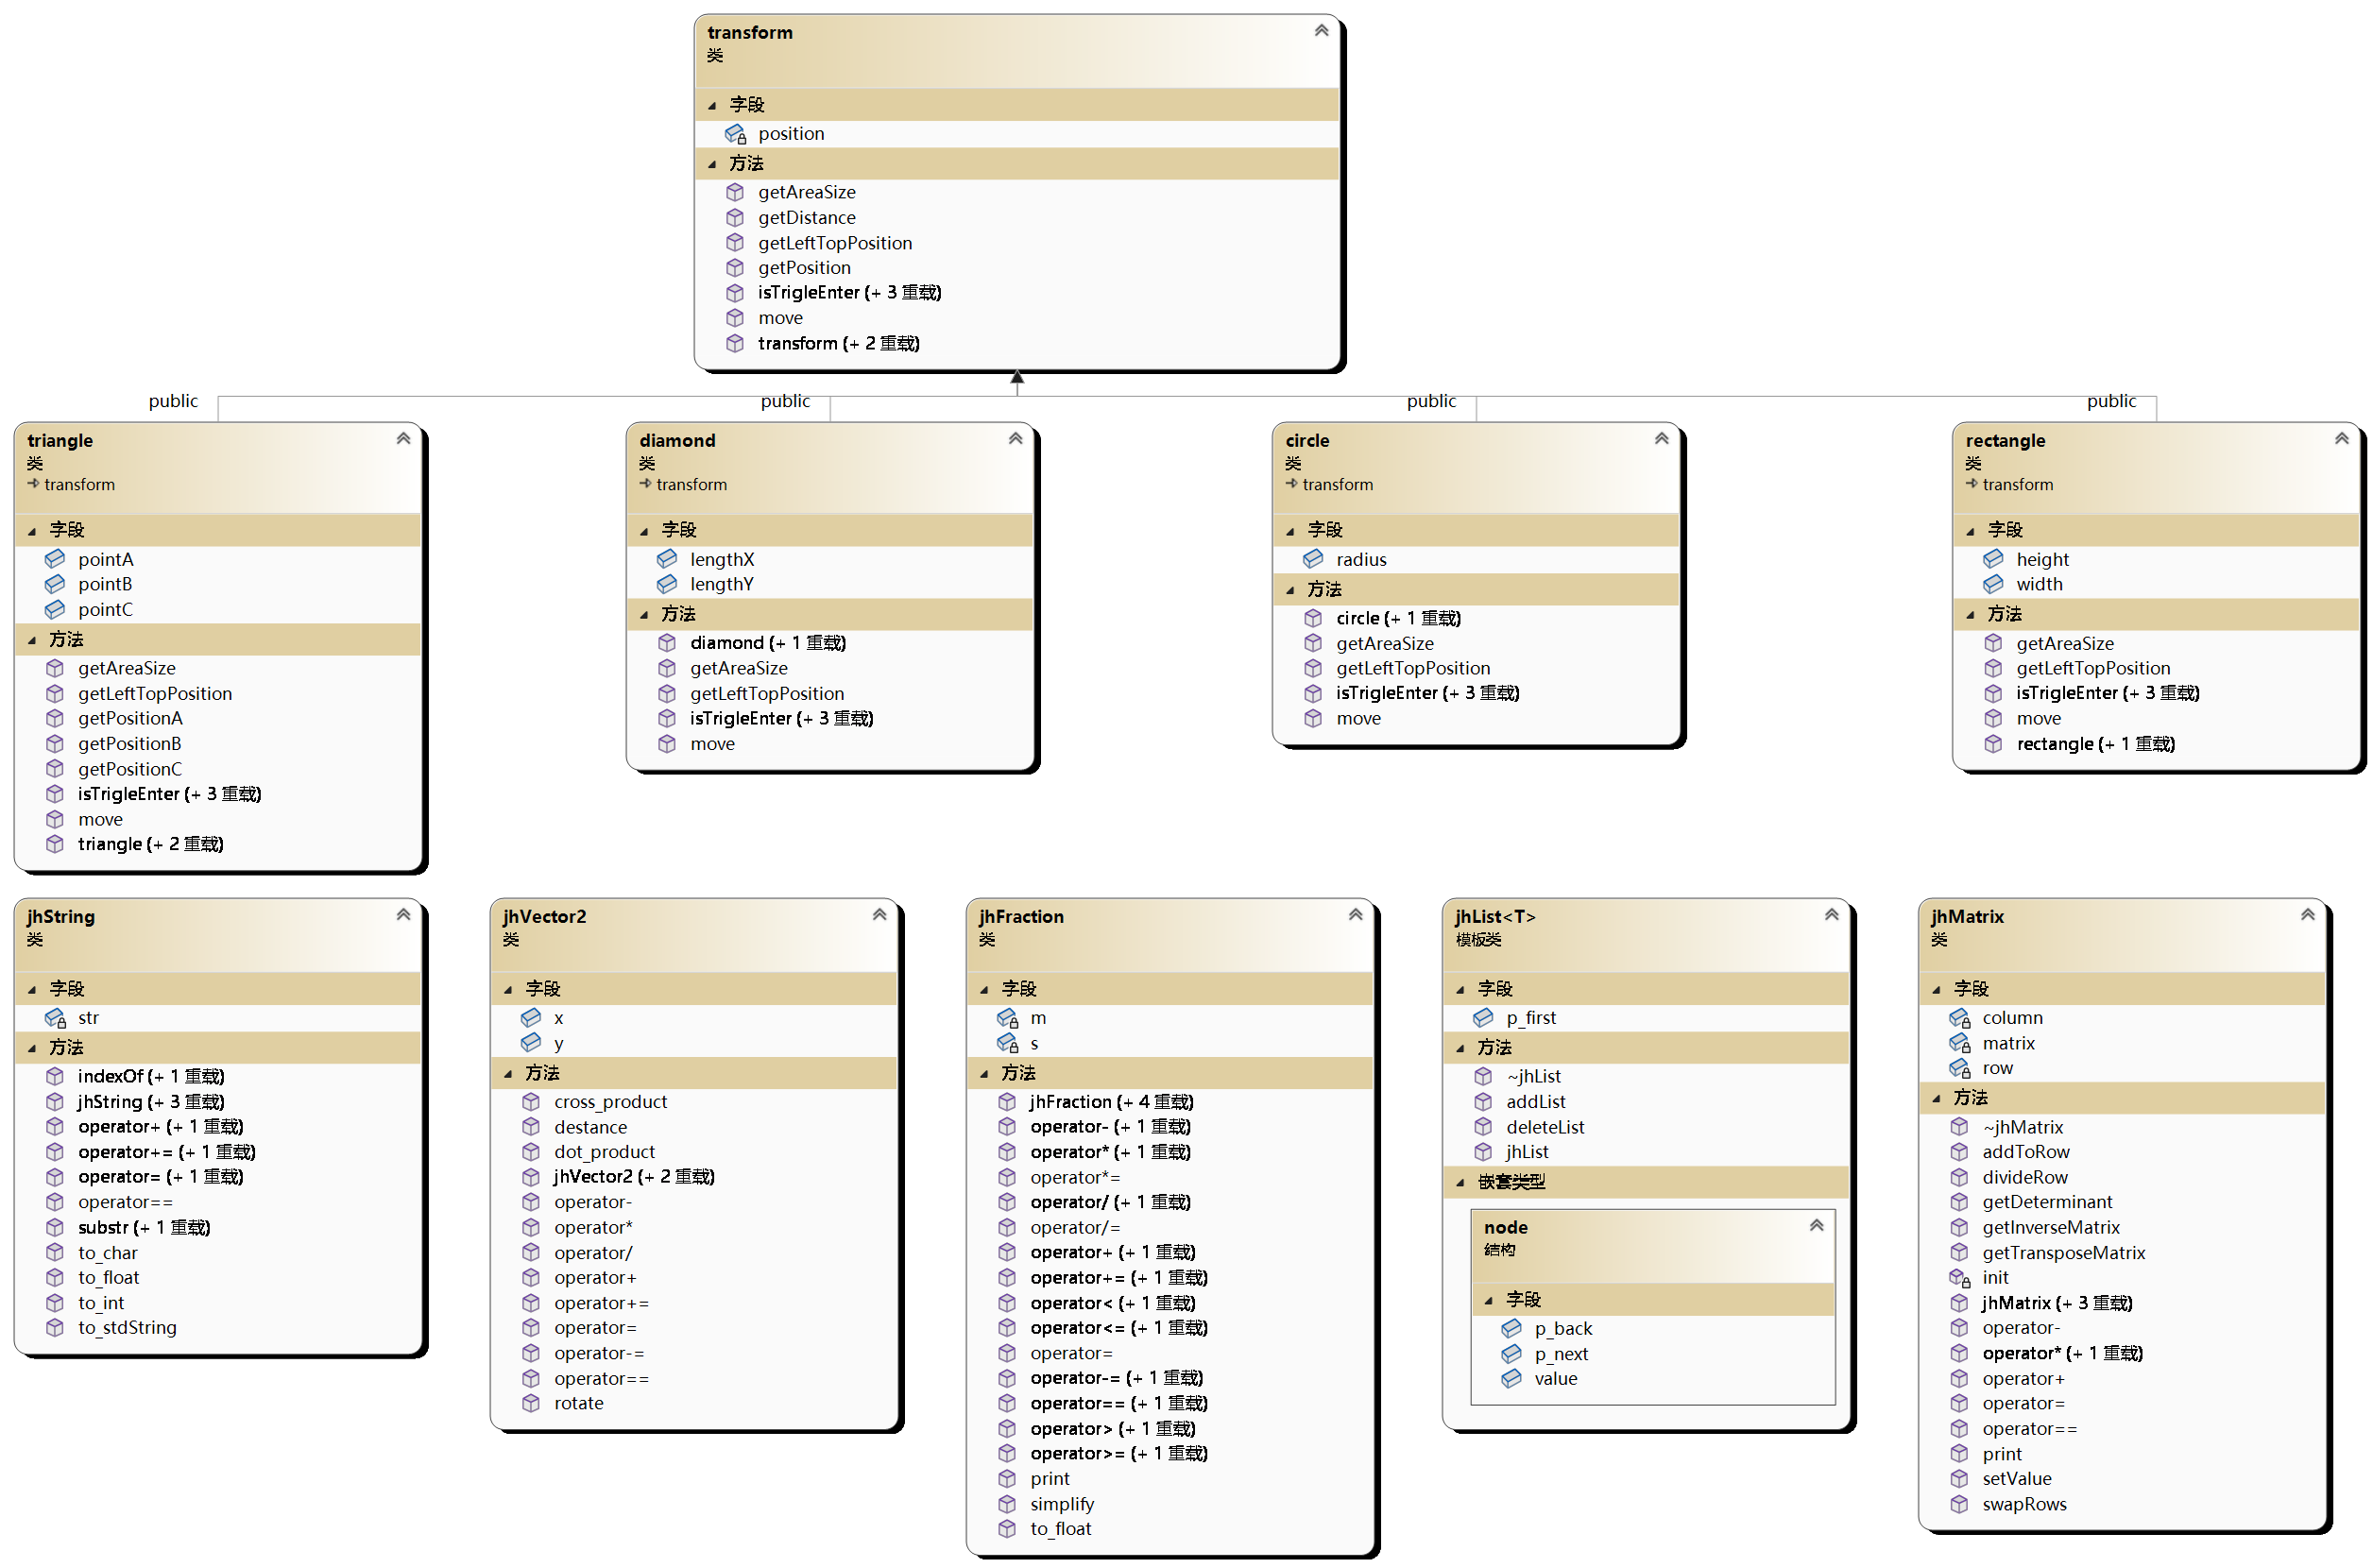 transform
类
字段
position
方法
getAreaSize
getDistance
getLeftTopPosition
getPosition
isTrigleEnter (+ 3 重载)
move
transform (+ 2 重载)
public
public
public
public
triangle
类
transform
字段
pointA
pointB
pointC
方法
getAreaSize
getLeftTopPosition
getPositionA
getPositionB
getPositionC
isTrigleEnter (+ 3 重载)
move
triangle (+ 2 重载)
diamond
类
transform
字段
lengthX
lengthY
方法
diamond (+ 1 重载)
getAreaSize
getLeftTopPosition
isTrigleEnter (+ 3 重载)
move
circle
类
transform
字段
radius
方法
circle (+ 1 重载)
getAreaSize
getLeftTopPosition
isTrigleEnter (+ 3 重载)
move
rectangle
类
transform
字段
height
width
方法
getAreaSize
getLeftTopPosition
isTrigleEnter (+ 3 重载)
move
rectangle (+ 1 重载)
jhString
类
字段
str
方法
indexOf (+ 1 重载)
jhString (+ 3 重载)
operator+ (+ 1 重载)
operator+= (+ 1 重载)
operator= (+ 1 重载)
operator==
substr (+ 1 重载)
to_char
to_float
to_int
to_stdString
jhVector2
类
字段
x
y
方法
cross_product
destance
dot_product
jhVector2 (+ 2 重载)
operator-
operator*
operator/
operator+
operator+=
operator=
operator-=
operator==
rotate
jhFraction
类
字段
m
s
方法
jhFraction (+ 4 重载)
operator- (+ 1 重载)
operator* (+ 1 重载)
operator*=
operator/ (+ 1 重载)
operator/=
operator+ (+ 1 重载)
operator+= (+ 1 重载)
operator< (+ 1 重载)
operator<= (+ 1 重载)
operator=
operator-= (+ 1 重载)
operator== (+ 1 重载)
operator> (+ 1 重载)
operator>= (+ 1 重载)
print
simplify
to_float
jhList<T>
模板类
字段
p_first
方法
~jhList
addList
deleteList
jhList
嵌套类型
node
结构
字段
p_back
p_next
value
jhMatrix
类
字段
column
matrix
row
方法
~jhMatrix
addToRow
divideRow
getDeterminant
getInverseMatrix
getTransposeMatrix
init
jhMatrix (+ 3 重载)
operator-
operator* (+ 1 重载)
operator+
operator=
operator==
print
setValue
swapRows